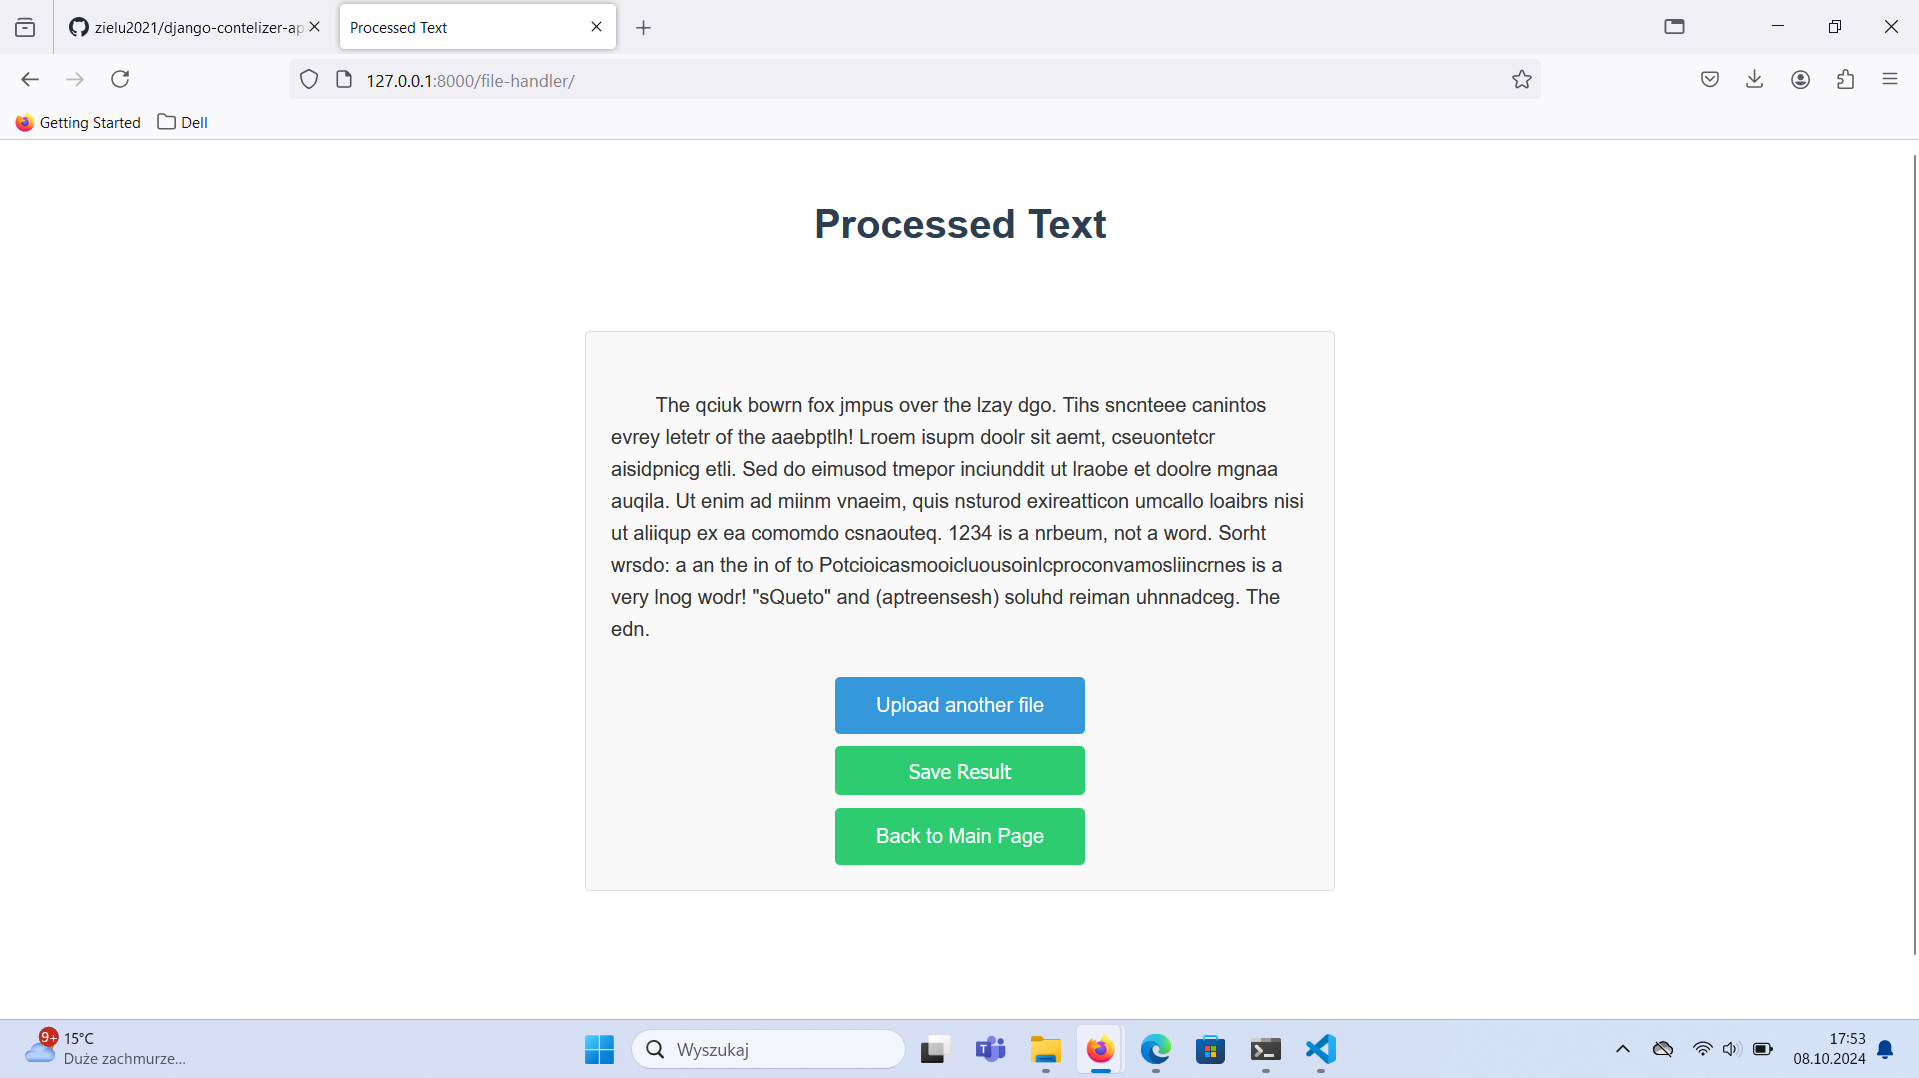 zielu2021/django-contelizer-ap
Processed Text
127.0.0.1:8000/file-handler/
Getting Started
Dell
Processed Text
The qciuk bowrn fox jmpus over the lzay dgo. Tihs sncnteee canintos
evrey letetr of the aaebptlh! Lroem isupm doolr sit aemt, cseuontetcr
aisidpnicg etli. Sed do eimusod tmepor inciunddit ut lraobe et doolre mgnaa
auqila. Ut enim ad miinm vnaeim, quis nsturod exireatticon umcallo loaibrs nisi
ut aliiqup ex ea comomdo csnaouteq. 1234 is a nrbeum, not a word. Sorht
wrsdo: a an the in of to Potcioicasmooicluousoinlcproconvamosliincrnes is a
very lnog wodr! "sQueto" and (aptreensesh) soluhd reiman uhnnadceg. The
edn.
Upload another file
Save Result
Back to Main Page
9+
15°C
Duże zachmurze...
Wyszukaj
17:53
08.10.2024